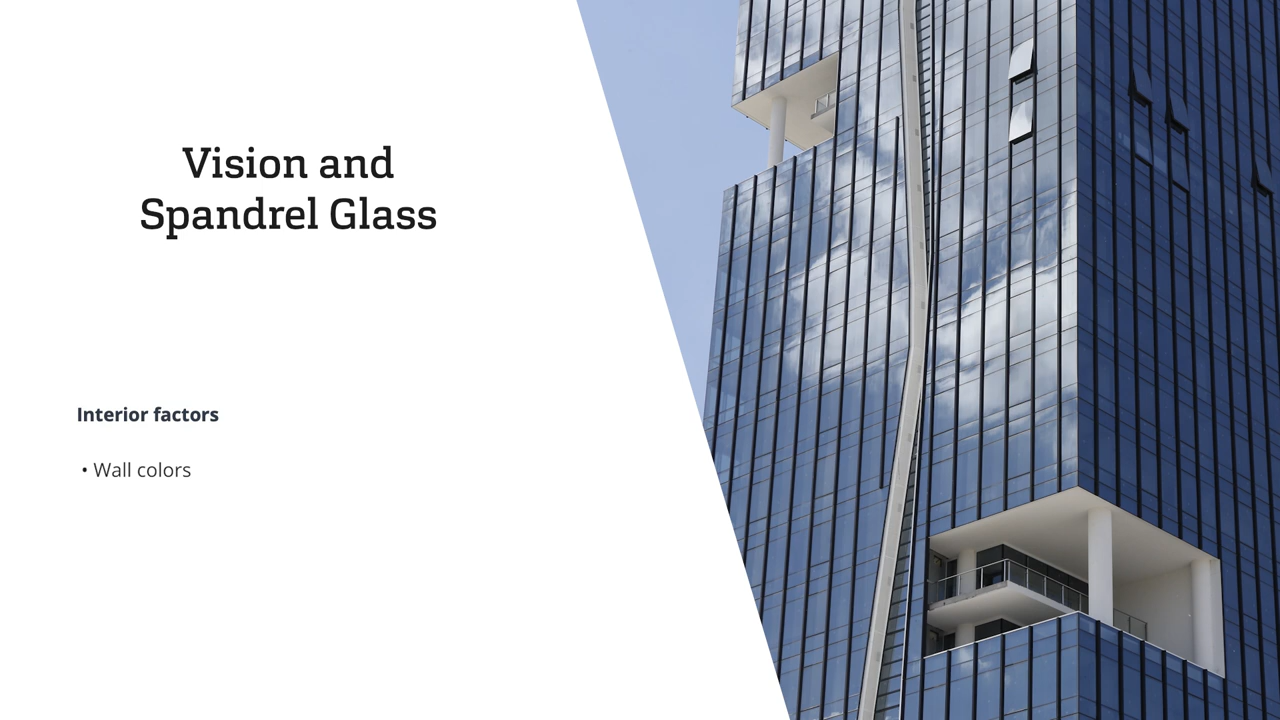 Vision and
Spandrel Glass
Interior factors
• Wall colors